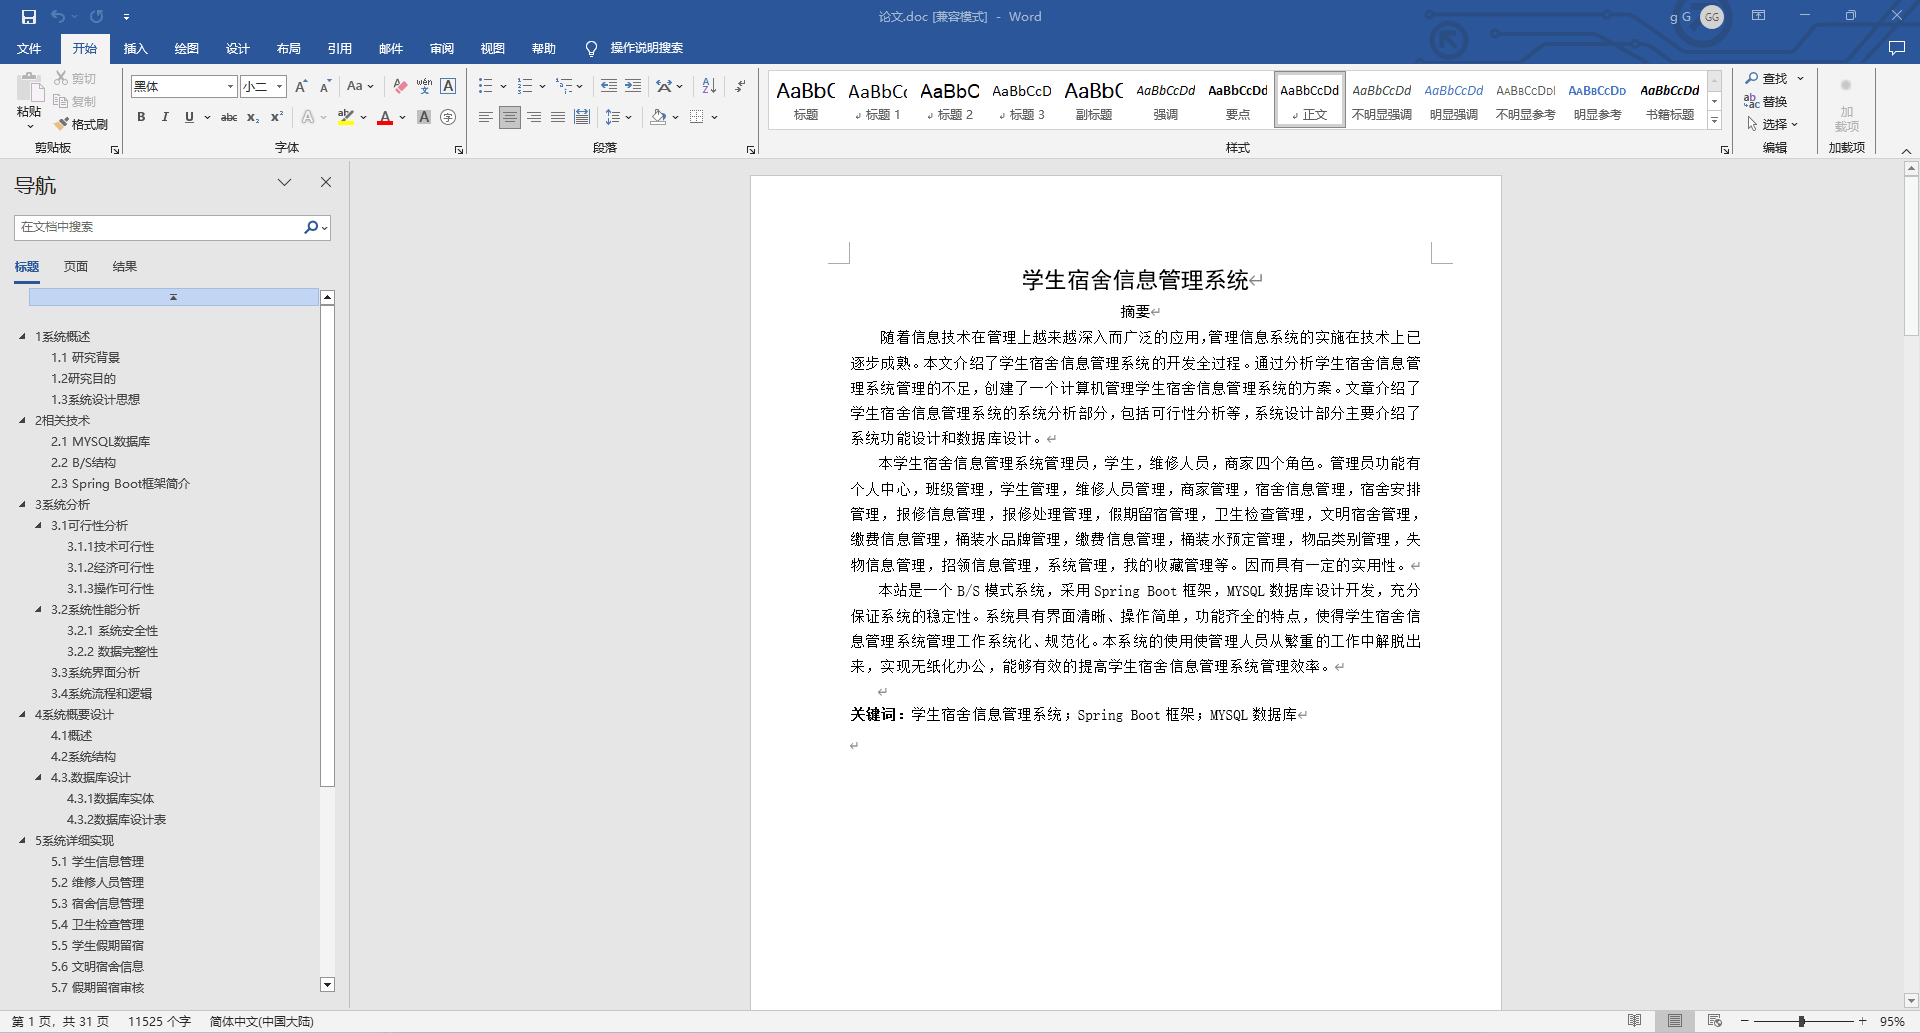 论文.doc [兼容模式] - Word
g G
GG
文件 开始 插入 绘图 设计 布局 引用 邮件 审阅 视图 帮助 操作说明搜索
粘贴
剪切
复制
格式刷
剪贴板
黑体 小二
Aa
wén
文
A
B I U abc x₂ x² A aby A A 字
字体
段落
AaBbC 标题
AaBbCc 标题 1
AaBbC 标题 2
AaBbCcD 标题 3
AaBbC 副标题
AaBbCcDd 强调
AaBbCcDd 要点
AaBbCcDd 正文
AaBbCcDd 不明显强调
AaBbCcDd 明显强调
AaBbCcDd 不明显参考
AaBbCcDd 明显参考
AaBbCcDd 书籍标题
样式
查找
替换
选择
编辑
加
载项
加载项
导航
在文档中搜索
标题 页面 结果
1系统概述
1.1 研究背景
1.2研究目的
1.3系统设计思想
2相关技术
2.1 MYSQL数据库
2.2 B/S结构
2.3 Spring Boot框架简介
3系统分析
3.1可行性分析
3.1.1技术可行性
3.1.2经济可行性
3.1.3操作可行性
3.2系统性能分析
3.2.1 系统安全性
3.2.2 数据完整性
3.3系统界面分析
3.4系统流程和逻辑
4系统概要设计
4.1概述
4.2系统结构
4.3.数据库设计
4.3.1数据库实体
4.3.2数据库设计表
5系统详细实现
5.1 学生信息管理
5.2 维修人员管理
5.3 宿舍信息管理
5.4 卫生检查管理
5.5 学生假期留宿
5.6 文明宿舍信息
5.7 假期留宿审核
学生宿舍信息管理系统
摘要
随着信息技术在管理上越来越深入而广泛的应用,管理信息系统的实施在技术上已
逐步成熟。本文介绍了学生宿舍信息管理系统的开发全过程。通过分析学生宿舍信息管
理系统管理的不足，创建了一个计算机管理学生宿舍信息管理系统的方案。文章介绍了
学生宿舍信息管理系统的系统分析部分，包括可行性分析等，系统设计部分主要介绍了
系统功能设计和数据库设计。
本学生宿舍信息管理系统管理员，学生，维修人员，商家四个角色。管理员功能有
个人中心，班级管理，学生管理，维修人员管理，商家管理，宿舍信息管理，宿舍安排
管理，报修信息管理，报修处理管理，假期留宿管理，卫生检查管理，文明宿舍管理，
缴费信息管理，桶装水品牌管理，缴费信息管理，桶装水预定管理，物品类别管理，失
物信息管理，招领信息管理，系统管理，我的收藏管理等。因而具有一定的实用性。
本站是一个 B/S 模式系统，采用 Spring Boot 框架，MYSQL 数据库设计开发，充分
保证系统的稳定性。系统具有界面清晰、操作简单，功能齐全的特点，使得学生宿舍信
息管理系统管理工作系统化、规范化。本系统的使用使管理人员从繁重的工作中解脱出
来，实现无纸化办公，能够有效的提高学生宿舍信息管理系统管理效率。
关键词：学生宿舍信息管理系统；Spring Boot 框架；MYSQL 数据库
第 1 页，共 31 页 11525 个字 简体中文(中国大陆)
95%